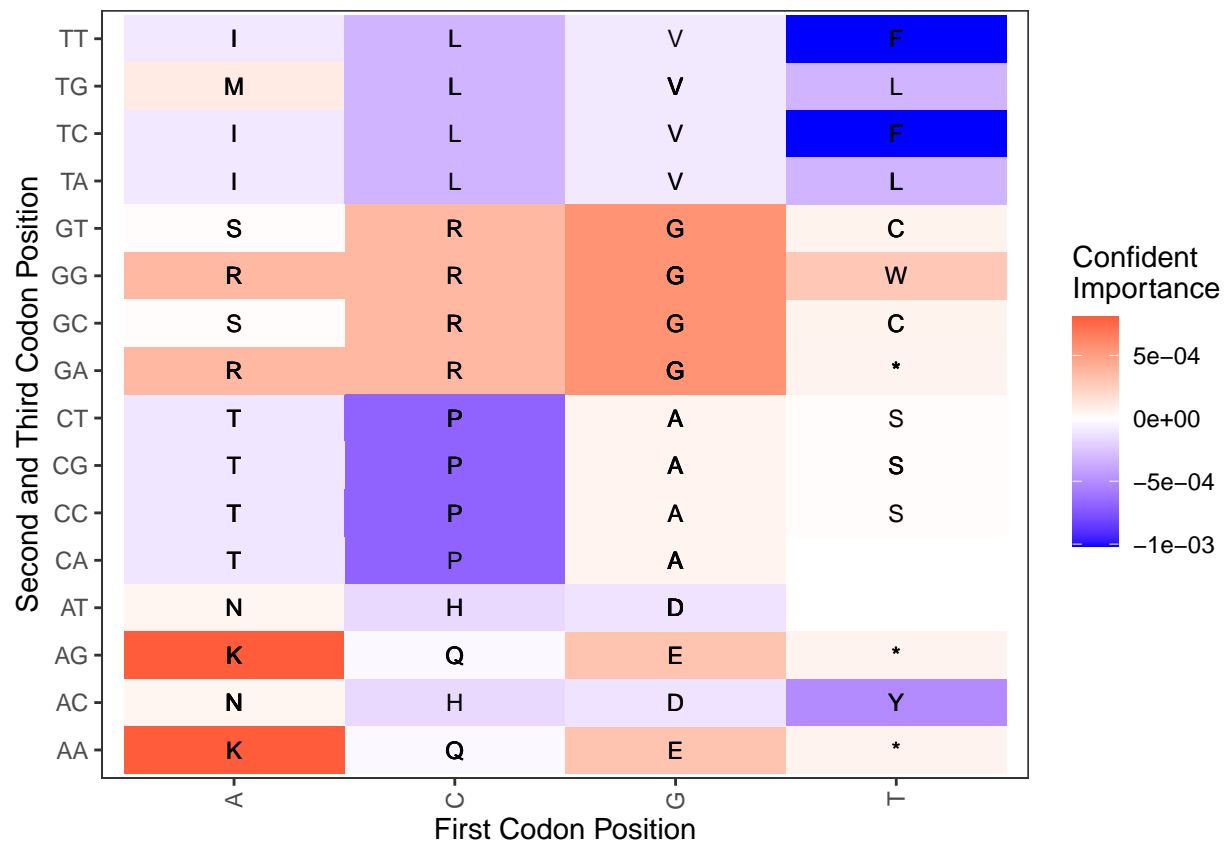 TT I L V F
TG M L V L
TC I L V F
TA I L V L
GT S R G C
GG R R G W
GC S R G C
GA R R G *
CT T P A S
CG T P A S
CC T P A S
CA T P A
AT N H D
AG K Q E *
AC N H D Y
AA K Q E *
A C G T
First Codon Position
Second and Third Codon Position
Confident
Importance
5e−04
0e+00
−5e−04
−1e−03